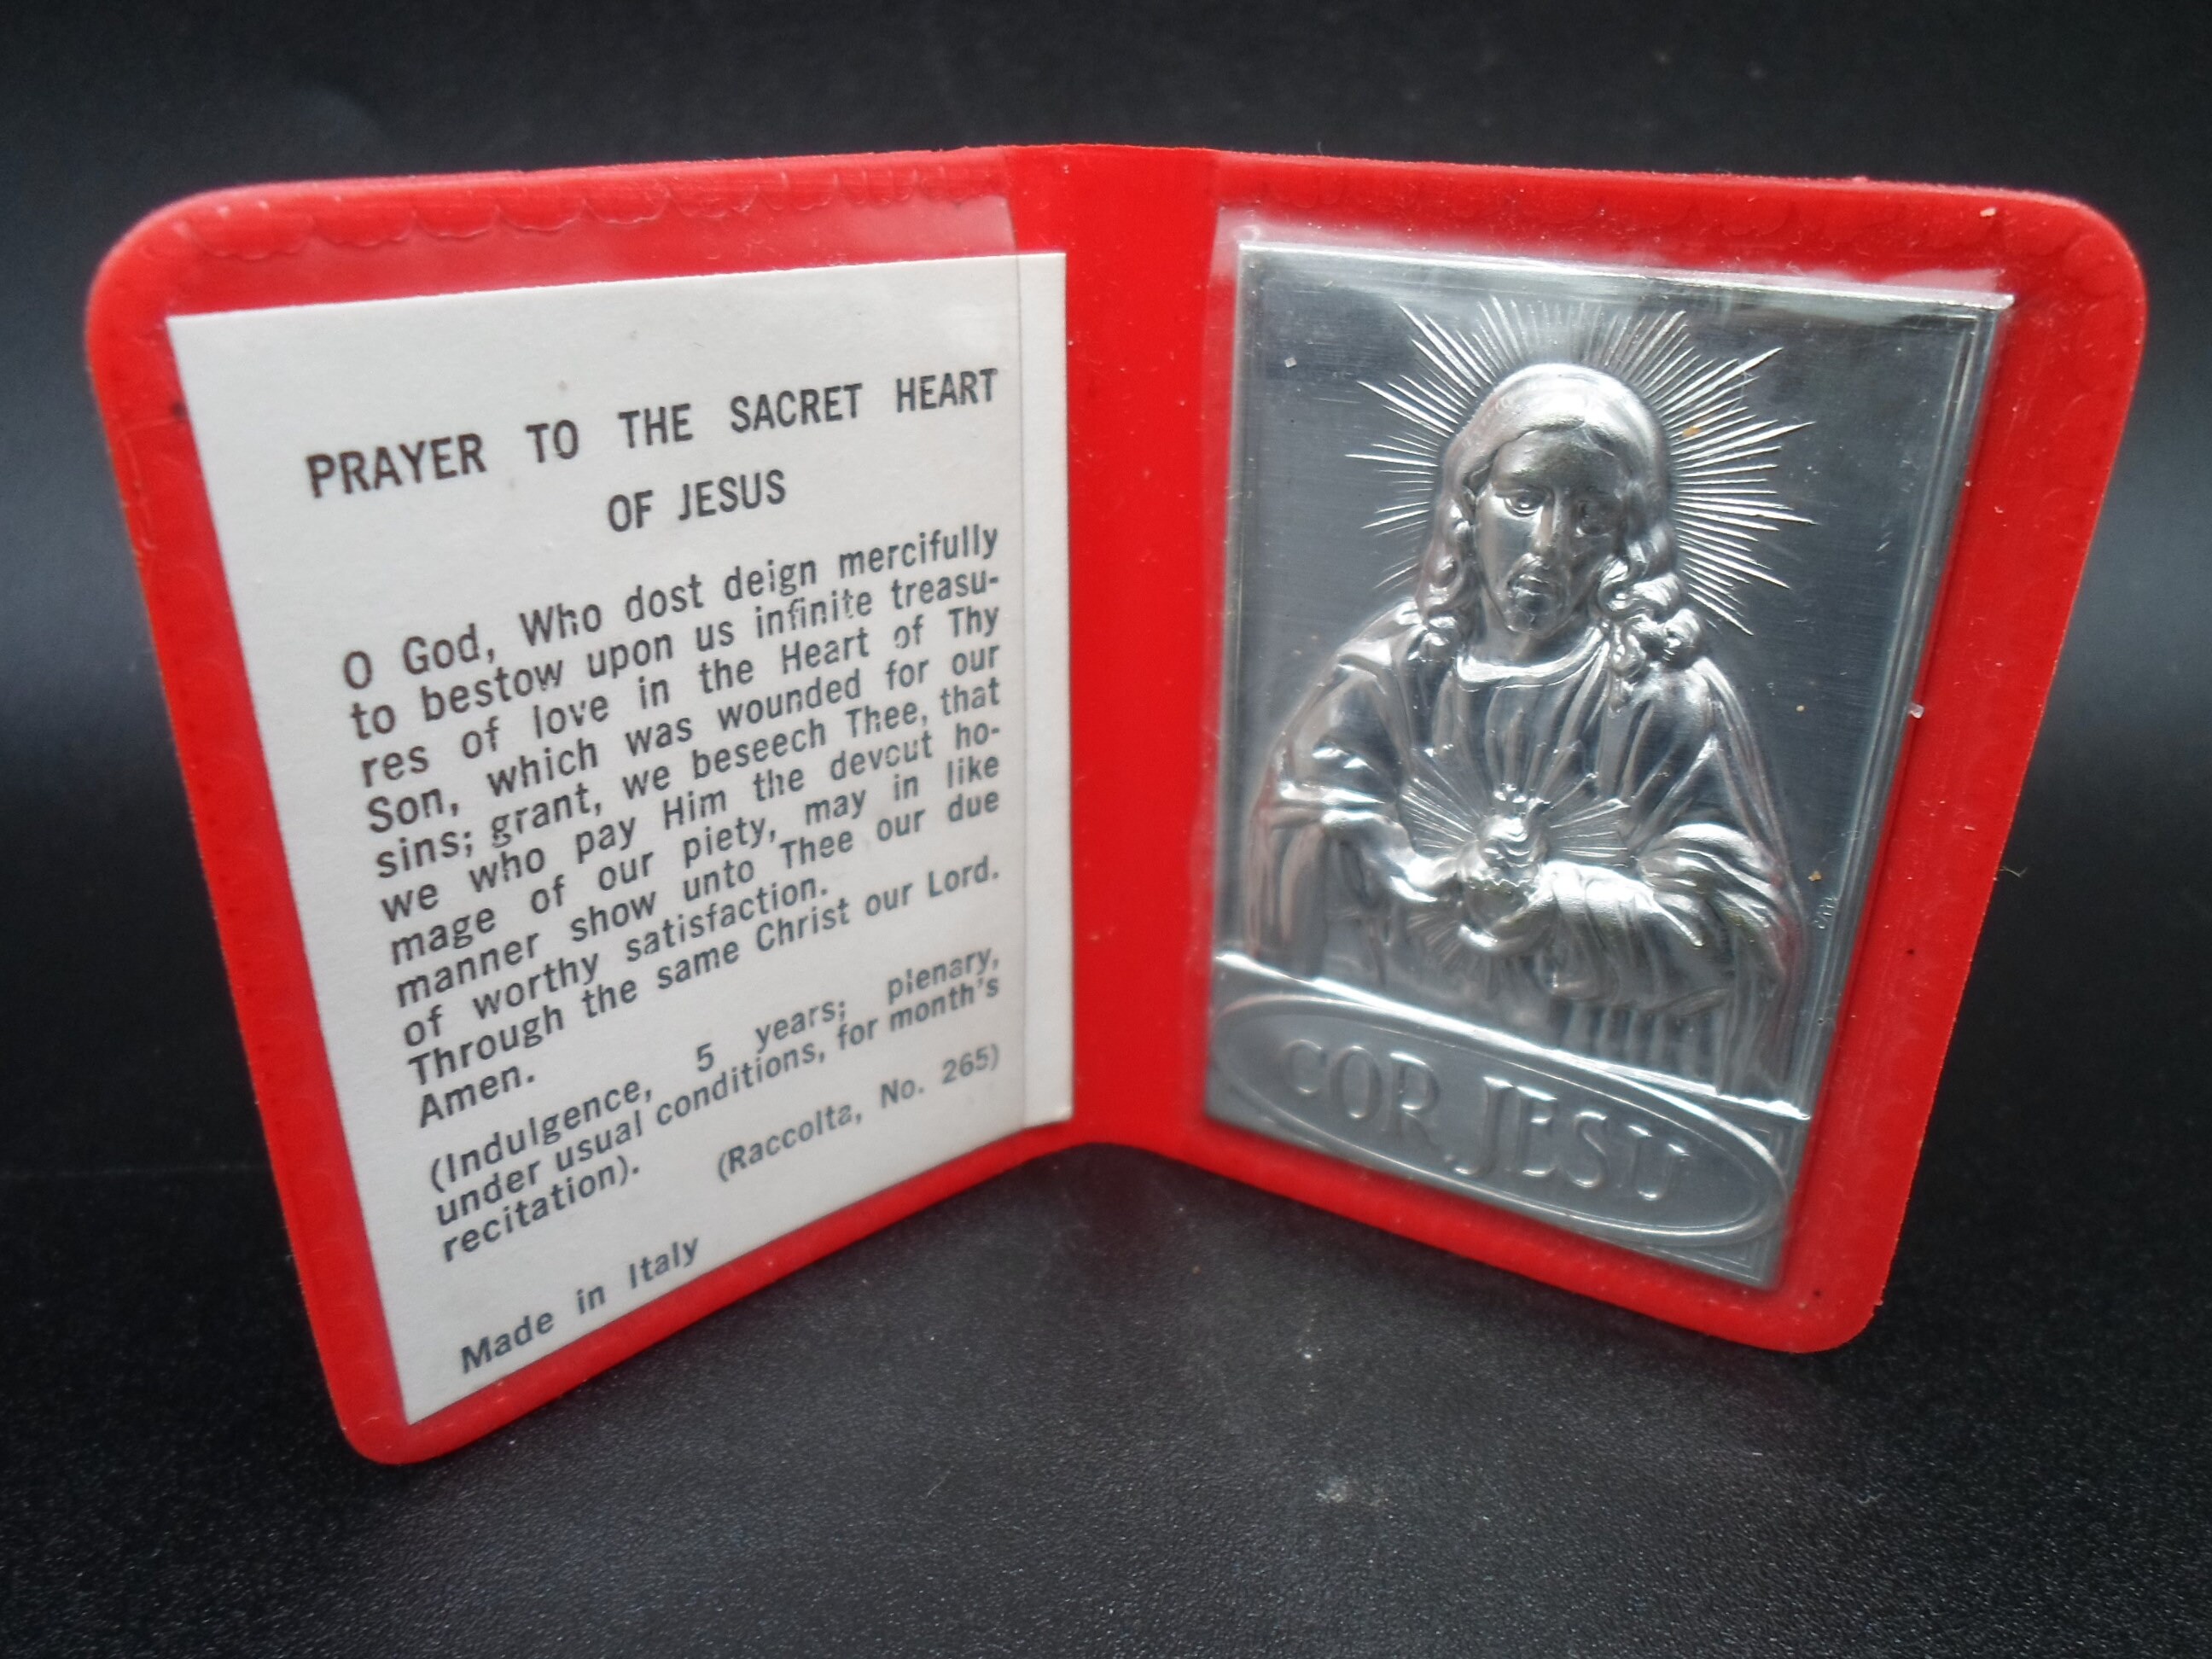 PRAYER TO THE SACRET HEART
OF JESUS
O God, Who dost deign mercifully
to bestow upon us infinite treasu-
res of love in the Heart of Thy
Son, which was wounded for our
sins; grant, we beseech Thee, that
we who pay Him the devout ho-
mage of our piety, may in like
manner show unto Thee our due
of worthy satisfaction.
Through the same Christ our Lord.
Amen.
(Indulgence, 5 years; plenary,
under usual conditions, for month's
recitation).
(Raccolta, No. 265)
Made in Italy
COR JESU